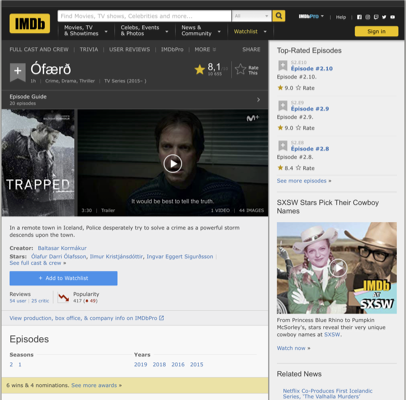 IMDb
Find Movies, TV shows, Celebrities and more...
All
IMDbPro
Help
Movies, TV & Showtimes
Celebs, Events & Photos
News & Community
Watchlist
Sign in
FULL CAST AND CREW | TRIVIA | USER REVIEWS | IMDbPro | MORE
SHARE
Ófærð
8,1
Rate This
1h | Crime, Drama, Thriller | TV Series (2015– )
Episode Guide
20 episodes
TRAPPED
M+
It would be best to tell the truth.
3:30 | Trailer
1 VIDEO | 44 IMAGES
In a remote town in Iceland, Police desperately try to solve a crime as a powerful storm
descends upon the town.
Creator: Baltasar Kormákur
Stars: Ólafur Darri Ólafsson, Ilmur Kristjánsdóttir, Ingvar Eggert Sigurðsson |
See full cast & crew »
+ Add to Watchlist
Reviews
54 user | 25 critic
Popularity
417 ( 49)
View production, box office, & company info on IMDbPro
Episodes
Seasons
2 1
Years
2019 2018 2016 2015
6 wins & 4 nominations. See more awards »
Top-Rated Episodes
Episode #2.10
Episode #2.10.
9.0 Rate
Episode #2.9
Episode #2.9.
9.0 Rate
Episode #2.8
Episode #2.8.
8.4 Rate
See more episodes »
SXSW Stars Pick Their Cowboy
Names
IMDb
AT
SXSW
From Princess Blue Rhino to Pumpkin
McSorley's, stars reveal their very unique
cowboy names at SXSW.
Watch now »
Related News
Netflix Co-Produces First Icelandic
Series, 'The Valhalla Murders'